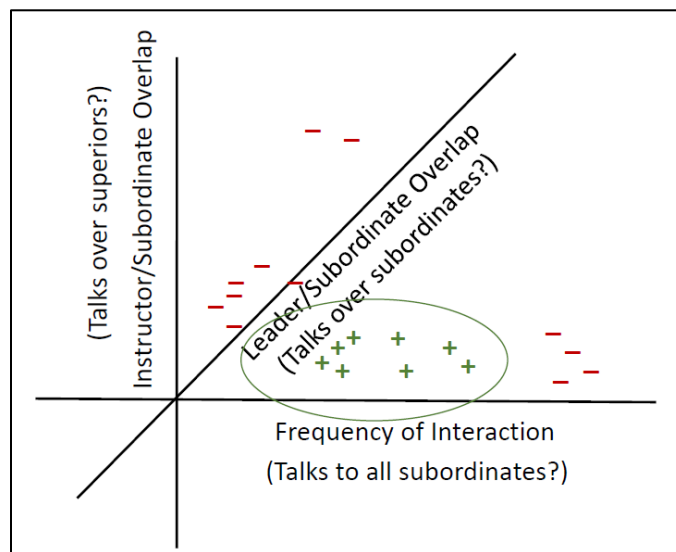 (Talks over superiors?)
Instructor/Subordinate Overlap
Leader/Subordinate Overlap
(Talks over subordinates?)
Frequency of Interaction
(Talks to all subordinates?)